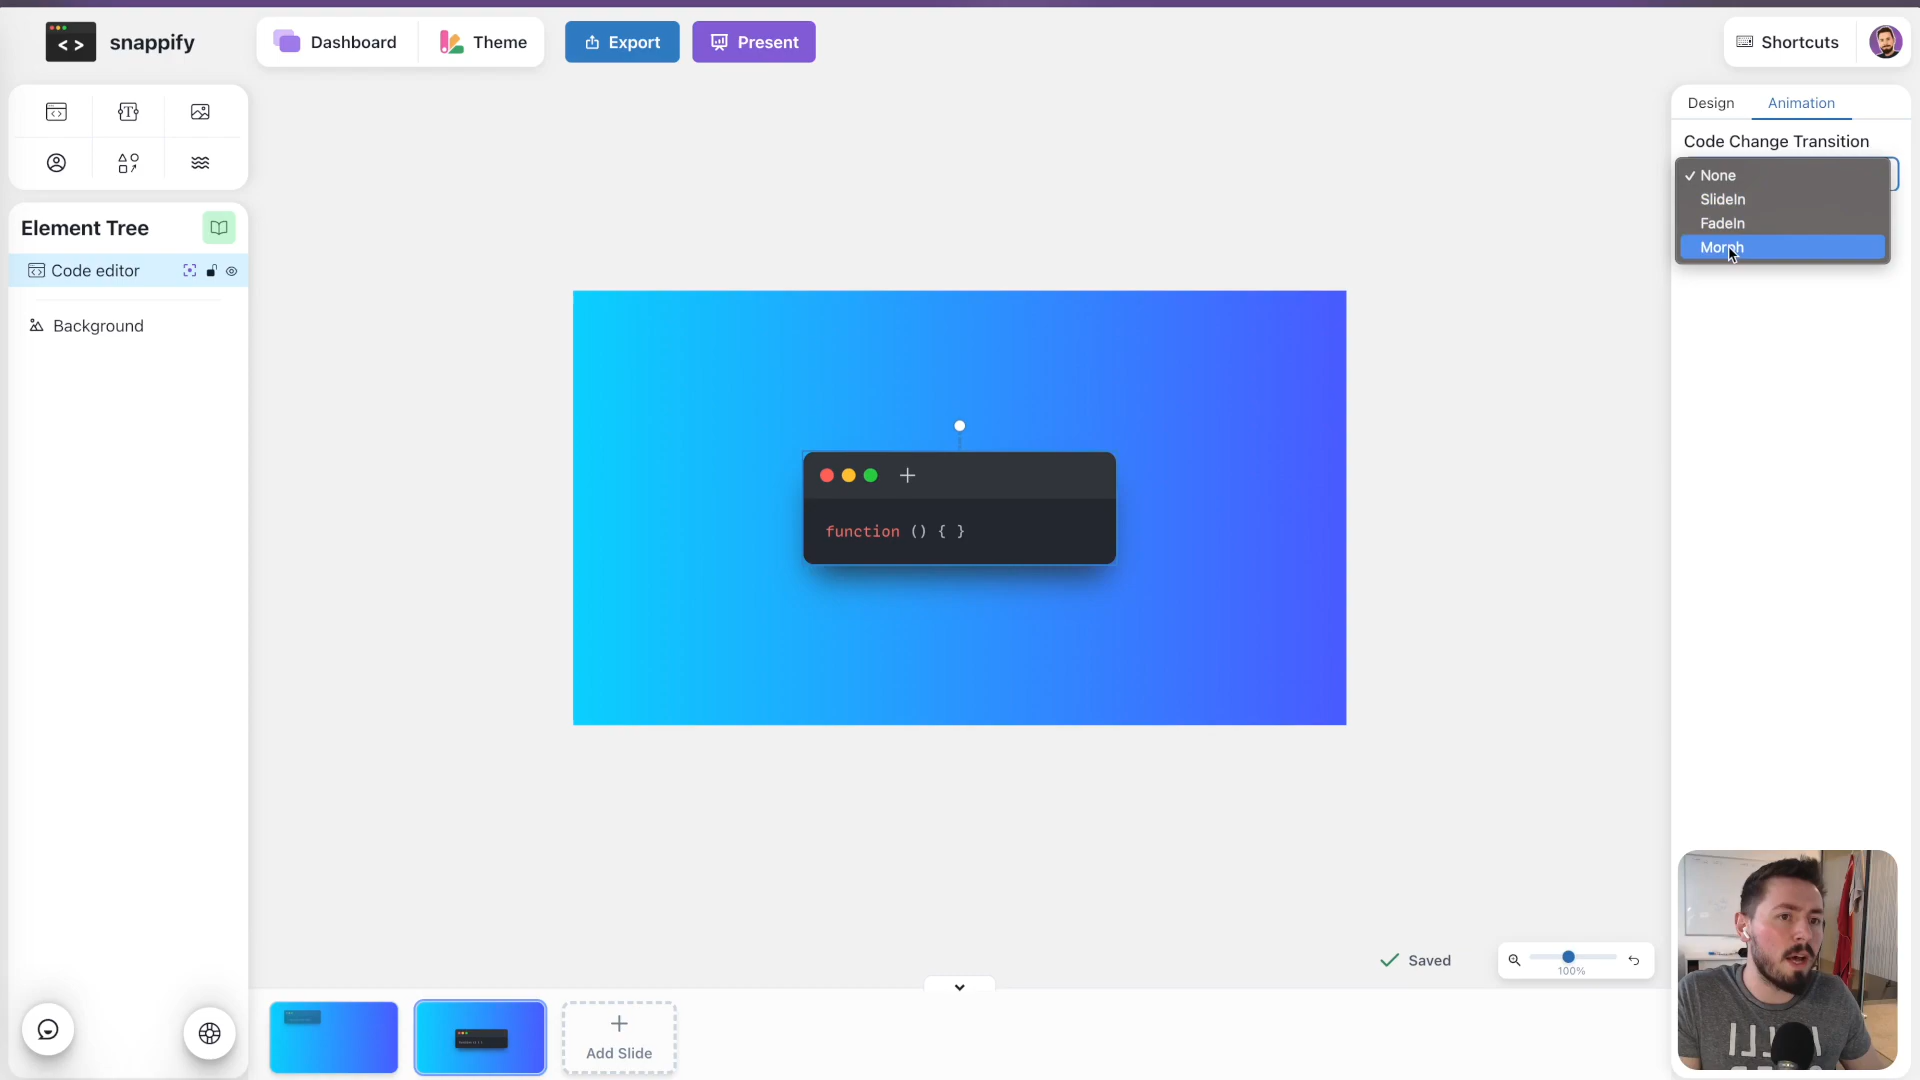 < > snappify
Dashboard
Theme
Export
Present
Shortcuts
Design
Animation
Code Change Transition
✓ None
SlideIn
FadeIn
Morph
Element Tree
Code editor
Background
function () { }
Saved
100%
Add Slide